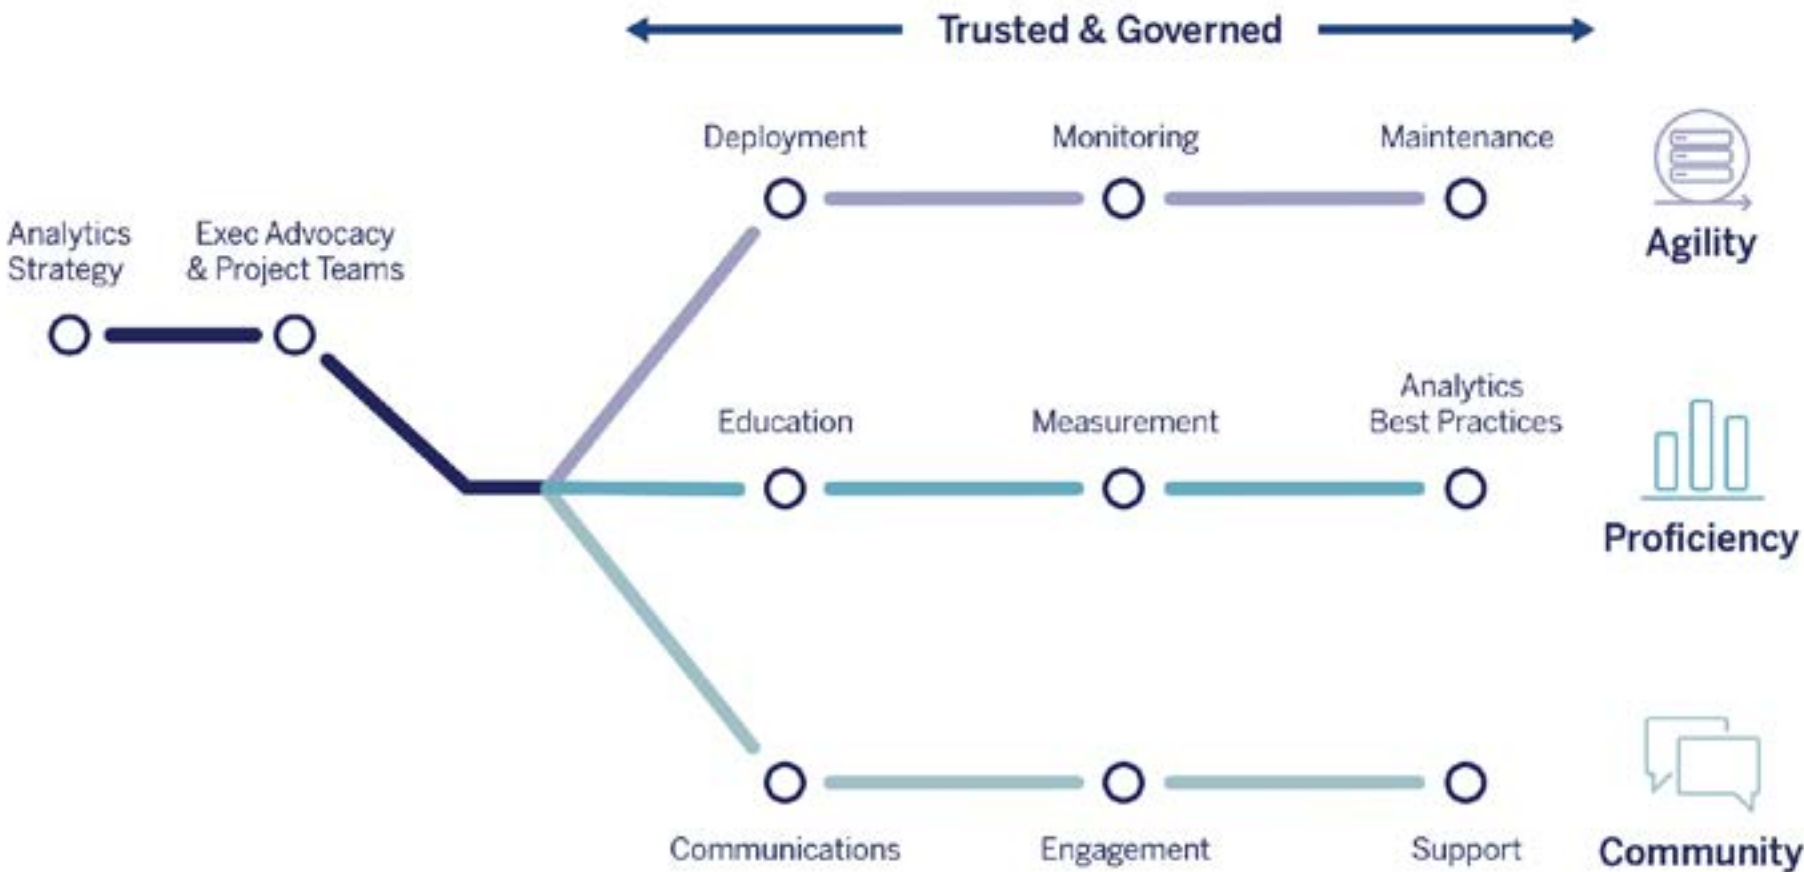 Trusted & Governed
Deployment
Monitoring
Maintenance
Agility
Analytics
Strategy
Exec Advocacy
& Project Teams
Education
Measurement
Analytics
Best Practices
Proficiency
Communications
Engagement
Support
Community